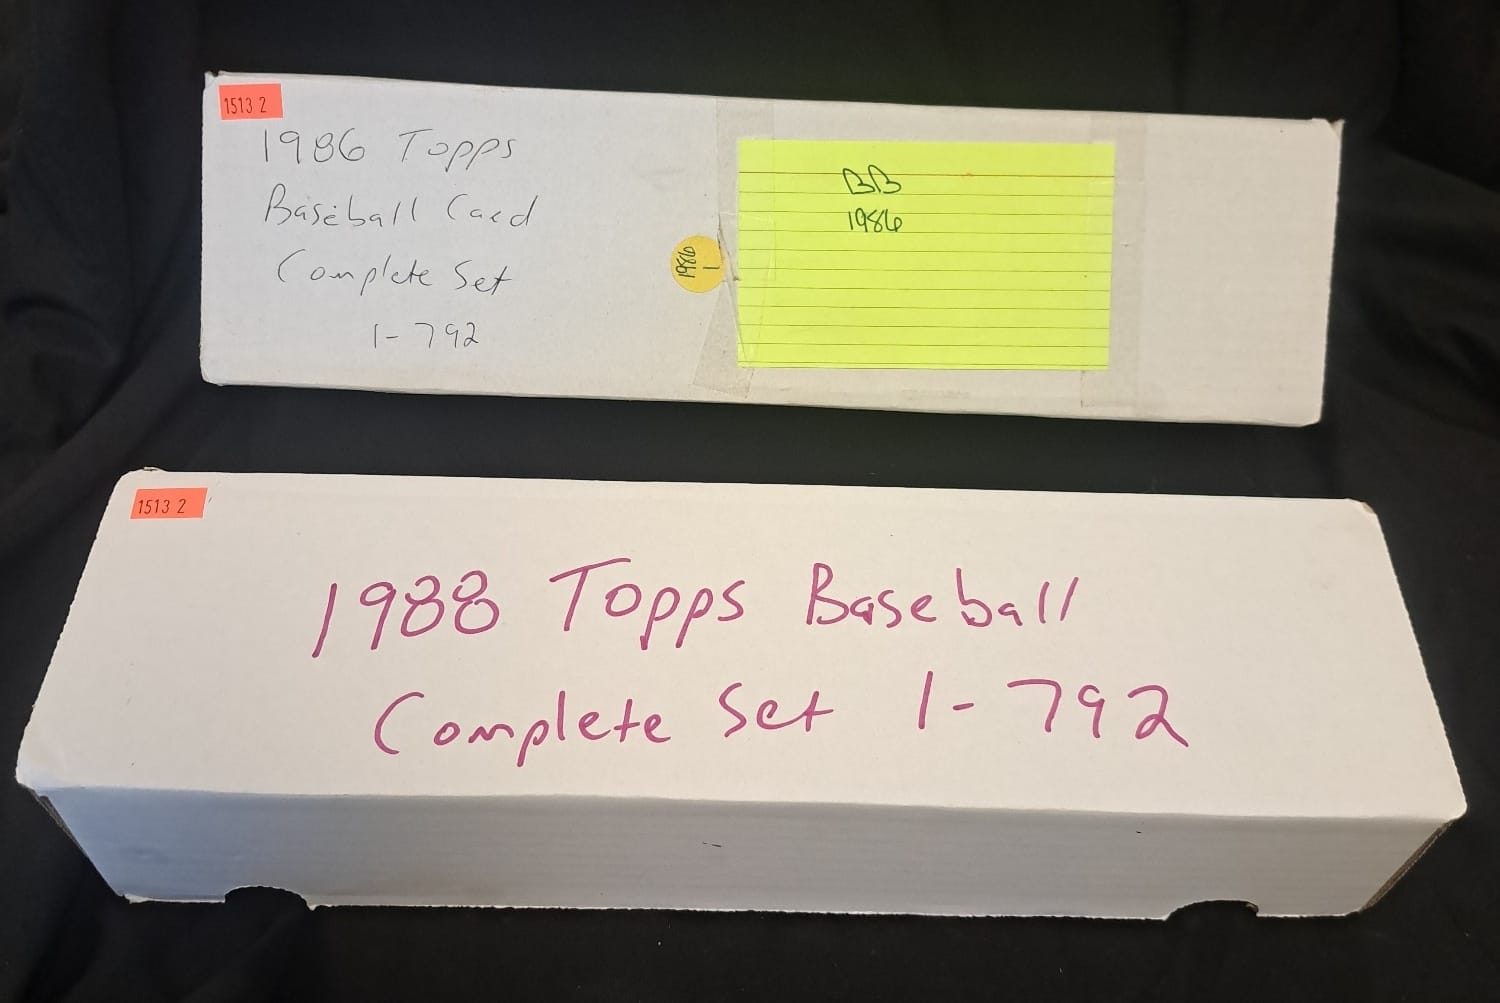 1513 2
1986 Topps
Baseball Card
Complete Set
1-792
1986
1
BB
1986
1513 2
1988 Topps Baseball
Complete Set 1-792